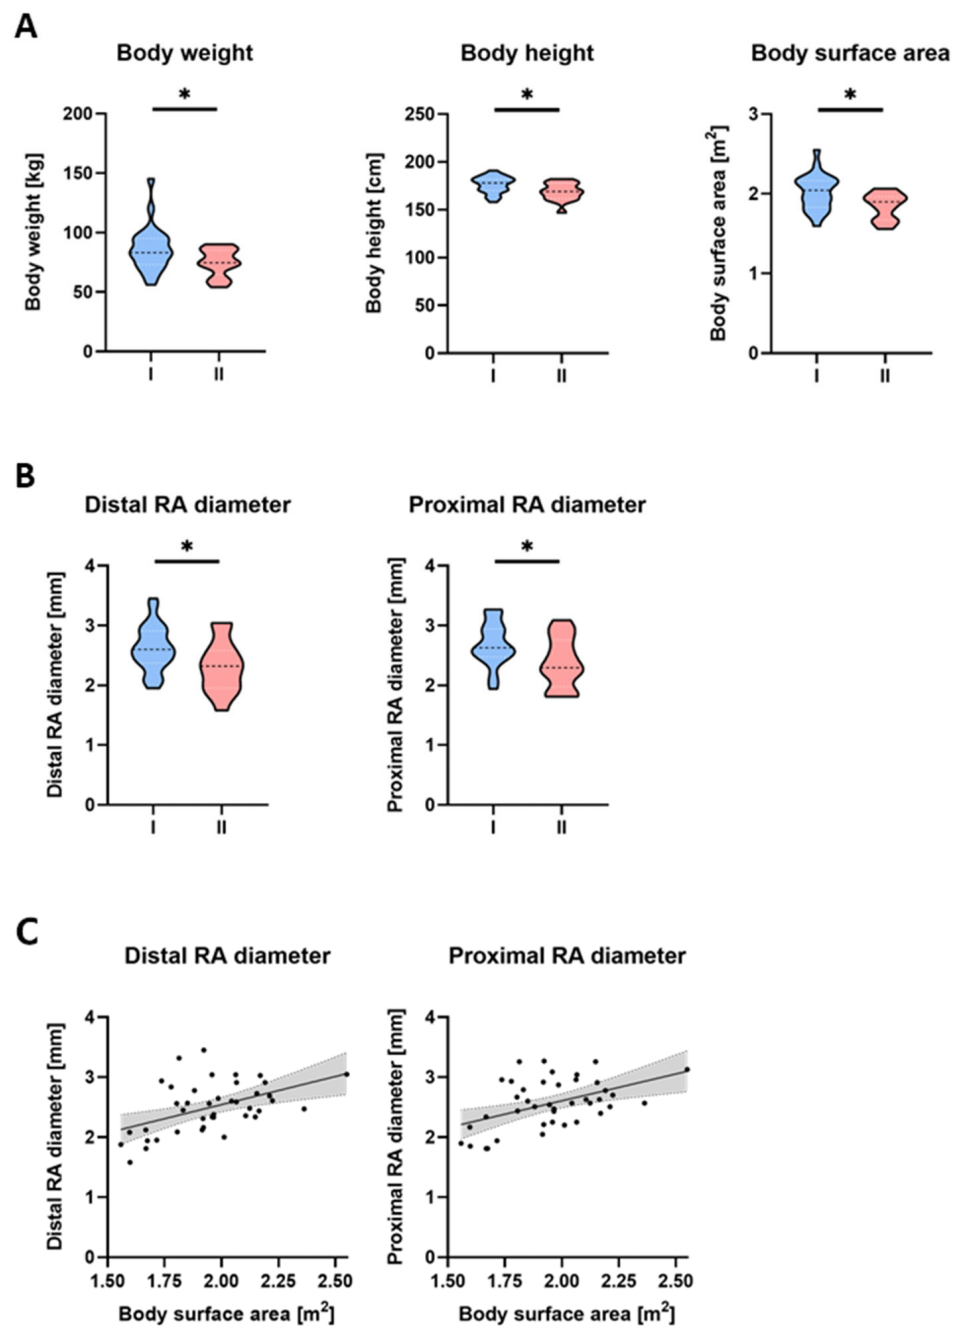 A
Body weight
Body height
Body surface area
*
*
*
Body weight [kg]
200
150
100
50
0
I
II
Body height [cm]
250
200
150
100
50
0
I
II
Body surface area [m²]
3
2
1
0
I
II
B
Distal RA diameter
Proximal RA diameter
*
*
Distal RA diameter [mm]
4
3
2
1
0
I
II
Proximal RA diameter [mm]
4
3
2
1
0
I
II
C
Distal RA diameter
Proximal RA diameter
Distal RA diameter [mm]
4
3
2
1
0
1.50 1.75 2.00 2.25 2.50
Body surface area [m²]
Proximal RA diameter [mm]
4
3
2
1
0
1.50 1.75 2.00 2.25 2.50
Body surface area [m²]